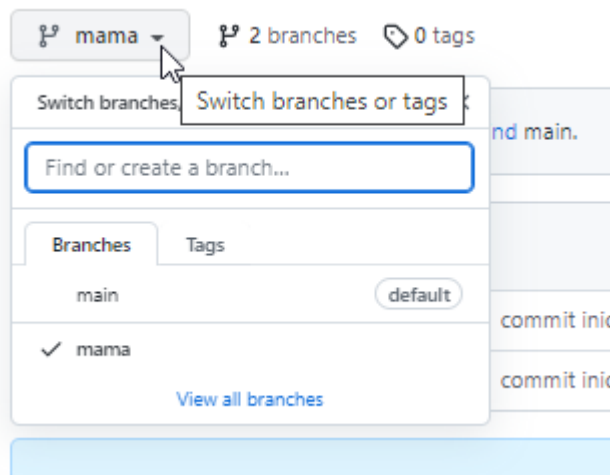 mama 2 branches 0 tags
Switch branches
Switch branches or tags
nd main.
Find or create a branch...
Branches Tags
main default
commit inic
mama
commit inic
View all branches